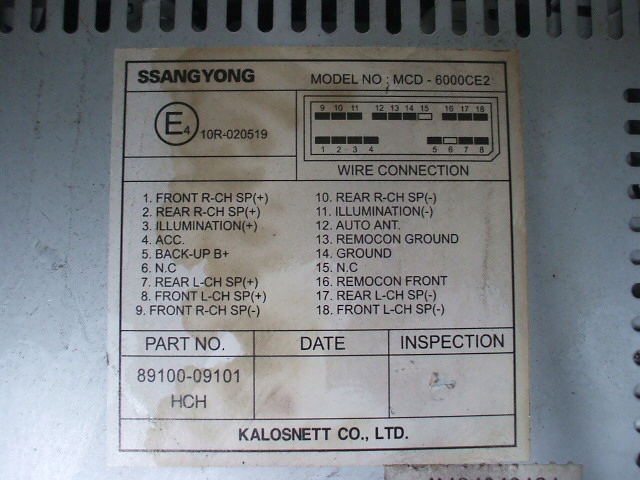 SSANGYONG
MODEL NO : MCD - 6000CE2
E4 10R-020519
9 10 11 12 13 14 15 16 17 18
1 2 3 4 5 6 7 8
WIRE CONNECTION
1. FRONT R-CH SP(+)
2. REAR R-CH SP(+)
3. ILLUMINATION(+)
4. ACC.
5. BACK-UP B+
6. N.C
7. REAR L-CH SP(+)
8. FRONT L-CH SP(+)
9. FRONT R-CH SP(-)
10. REAR R-CH SP(-)
11. ILLUMINATION(-)
12. AUTO ANT.
13. REMOCON GROUND
14. GROUND
15. N.C
16. REMOCON FRONT
17. REAR L-CH SP(-)
18. FRONT L-CH SP(-)
PART NO.
DATE
INSPECTION
89100-09101
HCH
KALOSNETT CO., LTD.